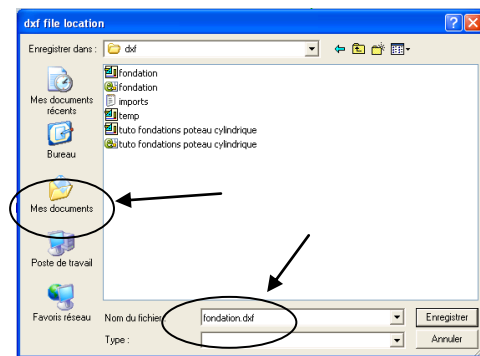 dxf file location
Enregistrer dans :
dxf
fondation
fondation
imports
temp
tuto fondations poteau cylindrique
tuto fondations poteau cylindrique
Mes documents
récents
Bureau
Mes documents
Poste de travail
Favoris réseau
Nom du fichier
fondation.dxf
Enregistrer
Type :
Annuler